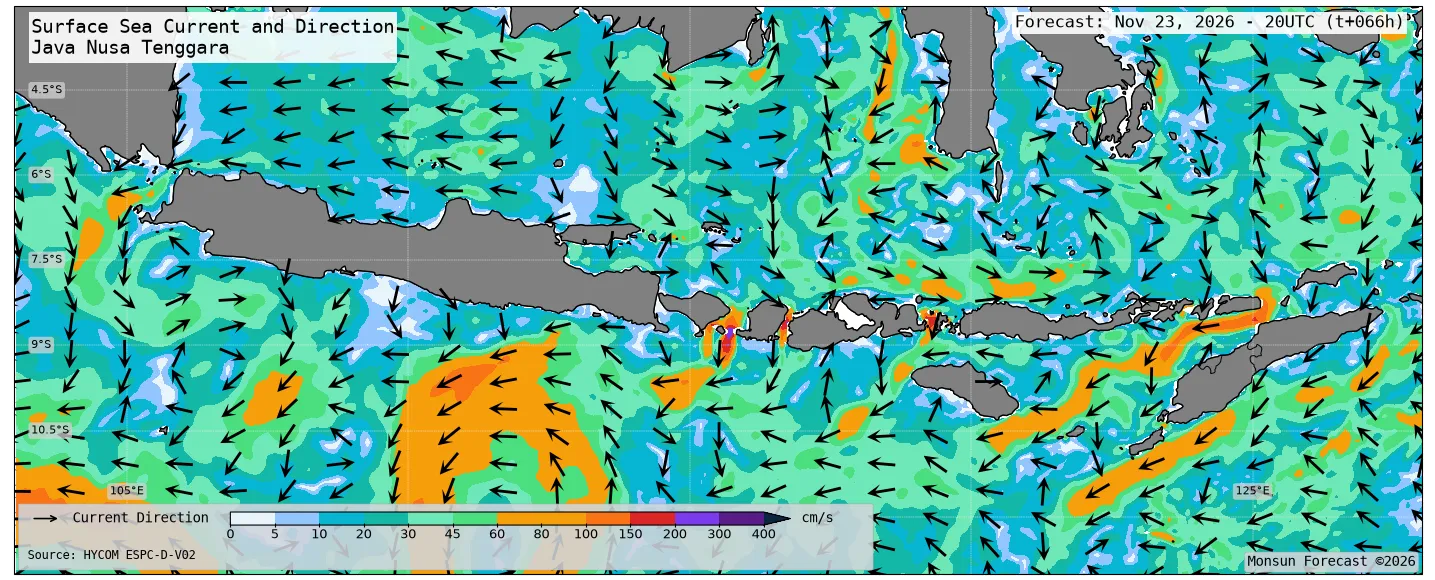 Surface Sea Current and Direction
Java Nusa Tenggara
Forecast: Nov 23, 2026 - 20UTC (t+066h)
4.5°S
6°S
7.5°S
9°S
10.5°S
105°E
125°E
Current Direction
0 5 10 20 30 45 60 80 100 150 200 300 400 cm/s
Source: HYCOM ESPC-D-V02
Monsun Forecast ©2026